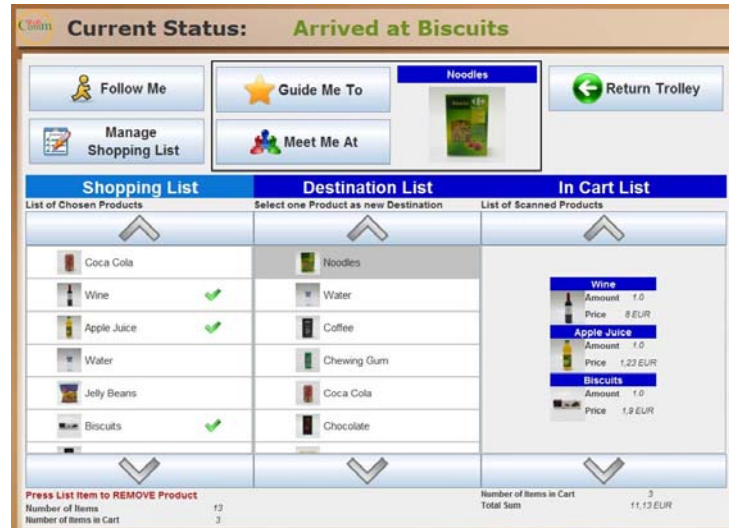 Current Status: Arrived at Biscuits
Follow Me
Guide Me To
Noodles
Return Trolley
Manage
Shopping List
Meet Me At
Shopping List
Destination List
In Cart List
List of Chosen Products
Select one Product as new Destination
List of Scanned Products
Coca Cola
Wine
Apple Juice
Water
Jelly Beans
Biscuits
Noodles
Water
Coffee
Chewing Gum
Coca Cola
Chocolate
Wine
Amount 1.0
Price 8 EUR
Apple Juice
Amount 1.0
Price 1,23 EUR
Biscuits
Amount 1.0
Price 1,9 EUR
Press List Item to REMOVE Product
Number of Items 13
Number of Items in Cart 3
Number of Items in Cart 3
Total Sum 11,13 EUR